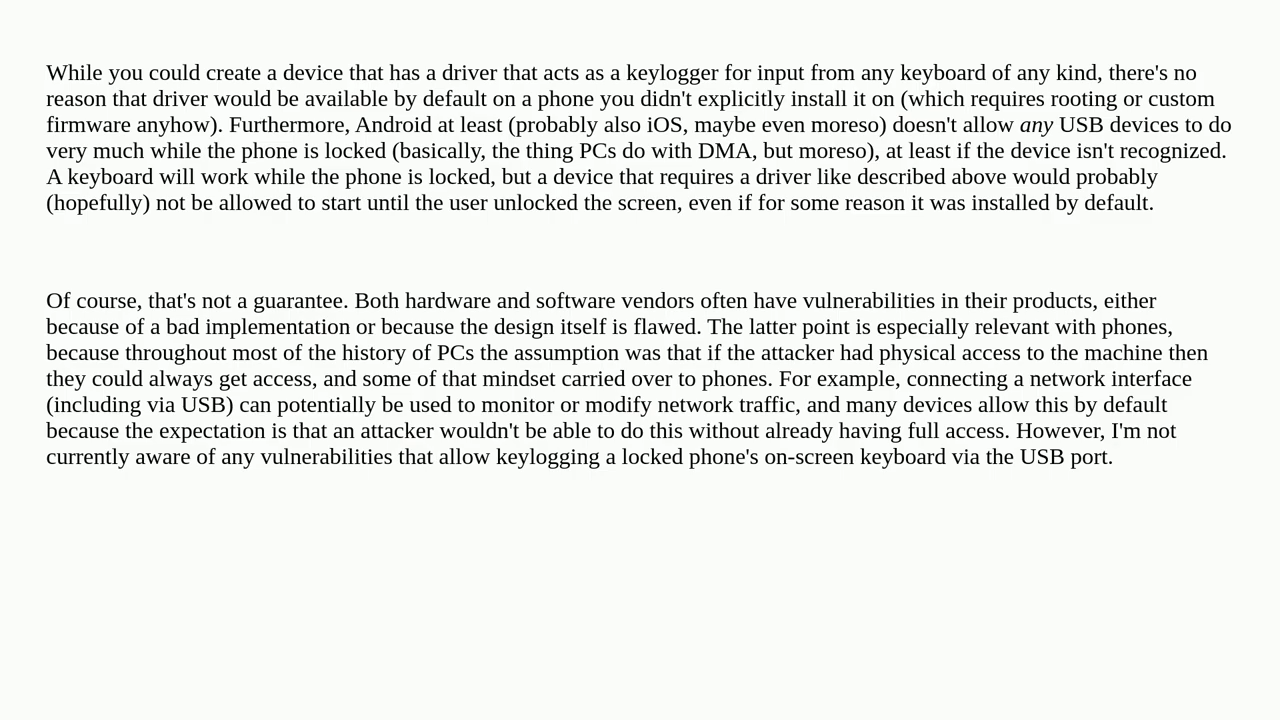 While you could create a device that has a driver that acts as a keylogger for input from any keyboard of any kind, there's no
reason that driver would be available by default on a phone you didn't explicitly install it on (which requires rooting or custom
firmware anyhow). Furthermore, Android at least (probably also iOS, maybe even moreso) doesn't allow any USB devices to do
very much while the phone is locked (basically, the thing PCs do with DMA, but moreso), at least if the device isn't recognized.
A keyboard will work while the phone is locked, but a device that requires a driver like described above would probably
(hopefully) not be allowed to start until the user unlocked the screen, even if for some reason it was installed by default.
Of course, that's not a guarantee. Both hardware and software vendors often have vulnerabilities in their products, either
because of a bad implementation or because the design itself is flawed. The latter point is especially relevant with phones,
because throughout most of the history of PCs the assumption was that if the attacker had physical access to the machine then
they could always get access, and some of that mindset carried over to phones. For example, connecting a network interface
(including via USB) can potentially be used to monitor or modify network traffic, and many devices allow this by default
because the expectation is that an attacker wouldn't be able to do this without already having full access. However, I'm not
currently aware of any vulnerabilities that allow keylogging a locked phone's on-screen keyboard via the USB port.